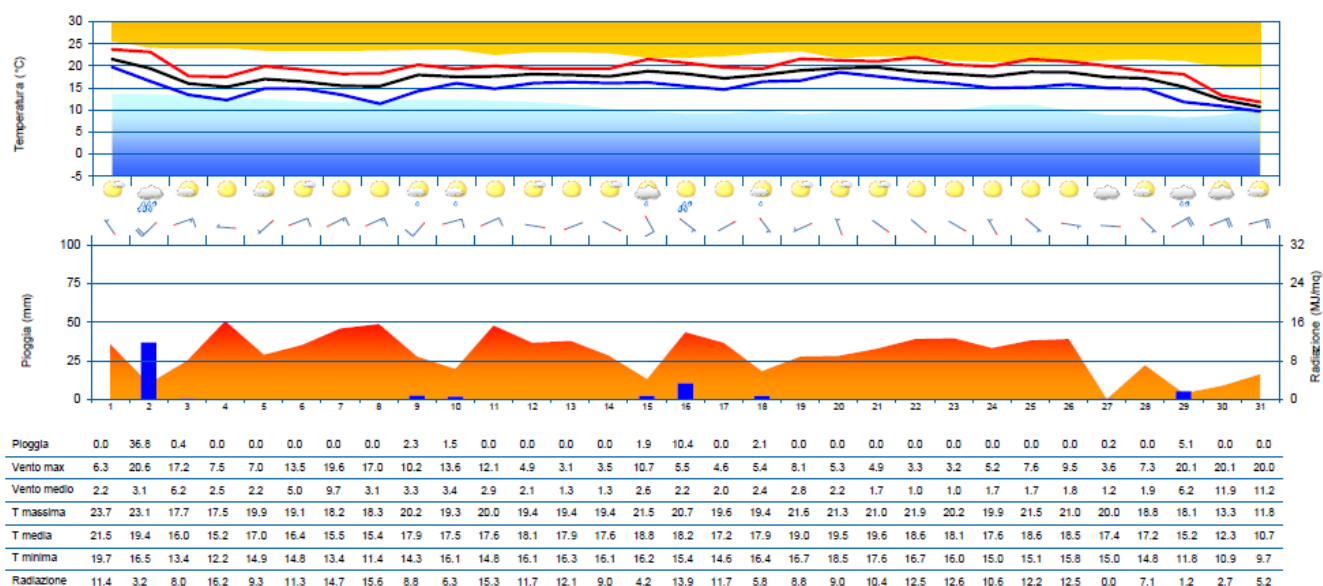 30
25
20
15
10
5
0
-5
Temperatura (°C)
100
75
50
25
0
Pioggia (mm)
32
24
16
8
0
Radiazione (MJ/mq)
1 2 3 4 5 6 7 8 9 10 11 12 13 14 15 16 17 18 19 20 21 22 23 24 25 26 27 28 29 30 31
Pioggia 0.0 36.8 0.4 0.0 0.0 0.0 0.0 0.0 2.3 1.5 0.0 0.0 0.0 0.0 1.9 10.4 0.0 2.1 0.0 0.0 0.0 0.0 0.0 0.0 0.0 0.0 0.2 0.0 5.1 0.0 0.0
Vento max 6.3 20.6 17.2 7.5 7.0 13.5 19.6 17.0 10.2 13.6 12.1 4.9 3.1 3.5 10.7 5.5 4.6 5.4 8.1 5.3 4.9 3.3 3.2 5.2 7.6 9.5 3.6 7.3 20.1 20.1 20.0
Vento medio 2.2 3.1 6.2 2.5 2.2 5.0 9.7 3.1 3.3 3.4 2.9 2.1 1.3 1.3 2.6 2.2 2.0 2.4 2.8 2.2 1.7 1.0 1.0 1.7 1.7 1.8 1.2 1.9 6.2 11.9 11.2
T massima 23.7 23.1 17.7 17.5 19.9 19.1 18.2 18.3 20.2 19.3 20.0 19.4 19.4 19.4 21.5 20.7 19.6 19.4 21.6 21.3 21.0 21.9 20.2 19.9 21.5 21.0 20.0 18.8 18.1 13.3 11.8
T media 21.5 19.4 16.0 15.2 17.0 16.4 15.5 15.4 17.9 17.5 17.6 18.1 17.9 17.6 18.8 18.2 17.2 17.9 19.0 19.5 19.6 18.6 18.1 17.6 18.6 18.5 17.4 17.2 15.2 12.3 10.7
T minima 19.7 16.5 13.4 12.2 14.9 14.8 13.4 11.4 14.3 16.1 14.8 16.1 16.3 16.1 16.2 15.4 14.6 16.4 16.7 18.5 17.6 16.7 16.0 15.0 15.1 15.8 15.0 14.8 11.8 10.9 9.7
Radiazione 11.4 3.2 8.0 16.2 9.3 11.3 14.7 15.6 8.8 6.3 15.3 11.7 12.1 9.0 4.2 13.9 11.7 5.8 8.8 9.0 10.4 12.5 12.6 10.6 12.2 12.5 0.0 7.1 1.2 2.7 5.2